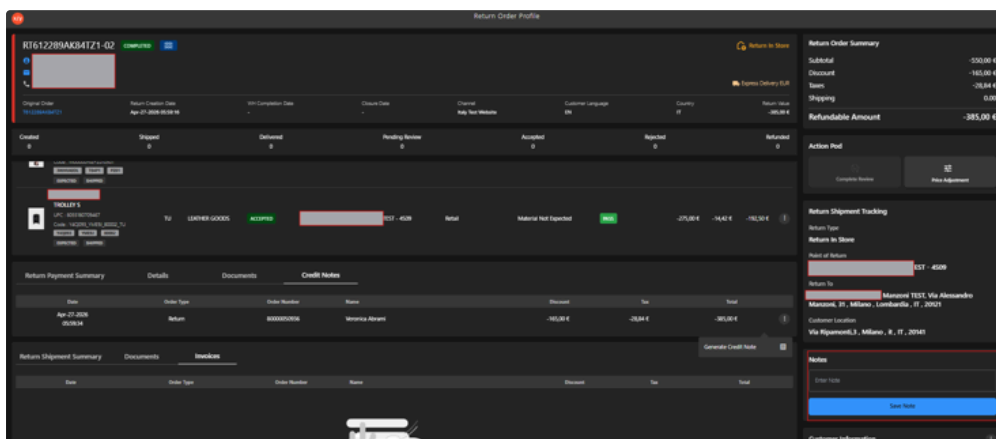 Return Order Profile
RT612289AK84TZ1-02 COMPLETED
Return In Store
Express Delivery EUR
Original Order Return Creation Date VM Completion Date Closure Date Channel Customer Language Country Return Value
Apr-27-2026 05:58:16 - - Italy Test Website EN IT -385,00 €
Created Shipped Delivered Pending Review Accepted Rejected Refunded
0 0 0 0 0 0 0
EXPECTED SHIPPED
TROLLEY S
TU LEATHER GOODS ACCEPTED TEST - 4509 Retail Material Not Expected -275,00 € -14,42 € -192,50 €
EXPECTED SHIPPED
Return Payment Summary Details Documents Credit Notes
Date Order Type Order Number Name Discount Tax Total
Apr-27-2026 05:59:34 Return Veronica Abrami -165,00 € -28,84 € -385,00 €
Generate Credit Note
Return Shipment Summary Documents Invoices
Date Order Type Order Number Name Discount Tax Total
Return Order Summary
Subtotal -550,00 €
Discount -165,00 €
Taxes -28,84 €
Shipping 0.00
Refundable Amount -385,00 €
Action Pod
Complete Review Price Adjustment
Return Shipment Tracking
Return Type
Return In Store
Point of Return
EST - 4509
Return To
Manzoni TEST, Via Alessandro
Manzoni, 31 , Milano , Lombardia , IT , 20121
Customer Location
Via Ripamonti,3 , Milano , it , IT , 20141
Notes
Enter Note
Save Note
Customer Information